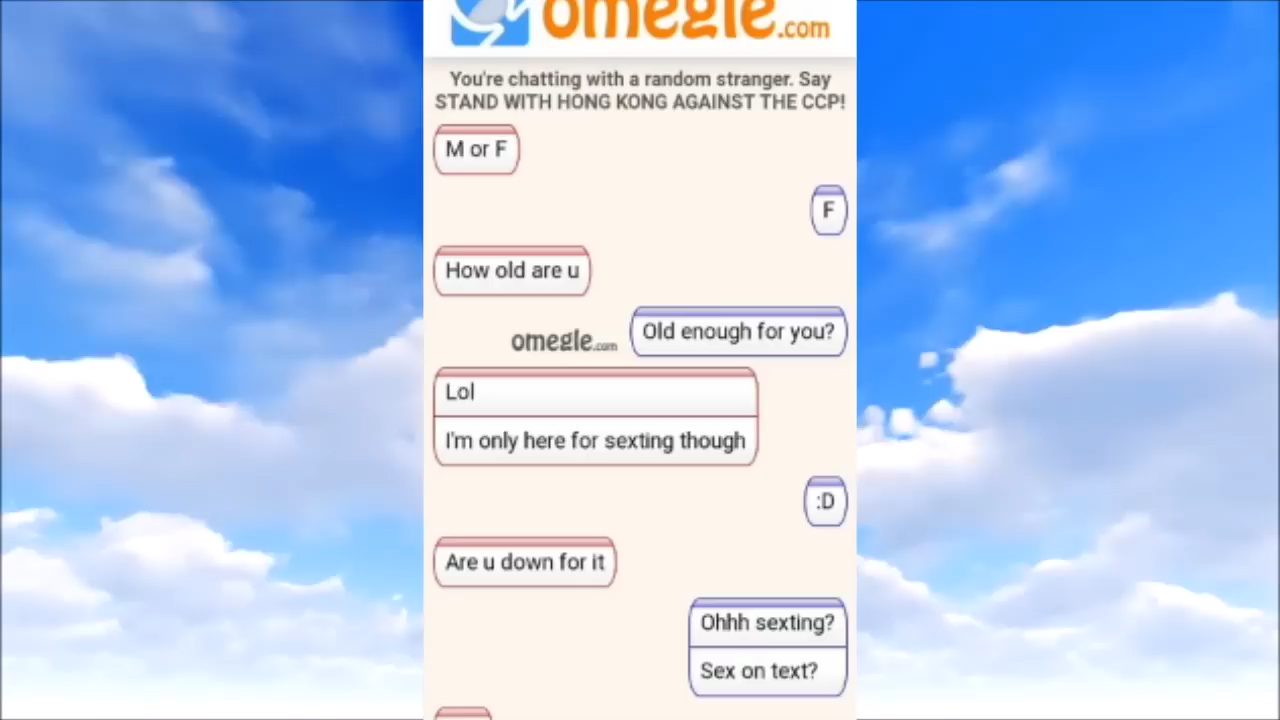 omegle.com
You're chatting with a random stranger. Say
STAND WITH HONG KONG AGAINST THE CCP!
M or F
F
How old are u
Old enough for you?
omegle.com
Lol
I'm only here for sexting though
:D
Are u down for it
Ohhh sexting?
Sex on text?